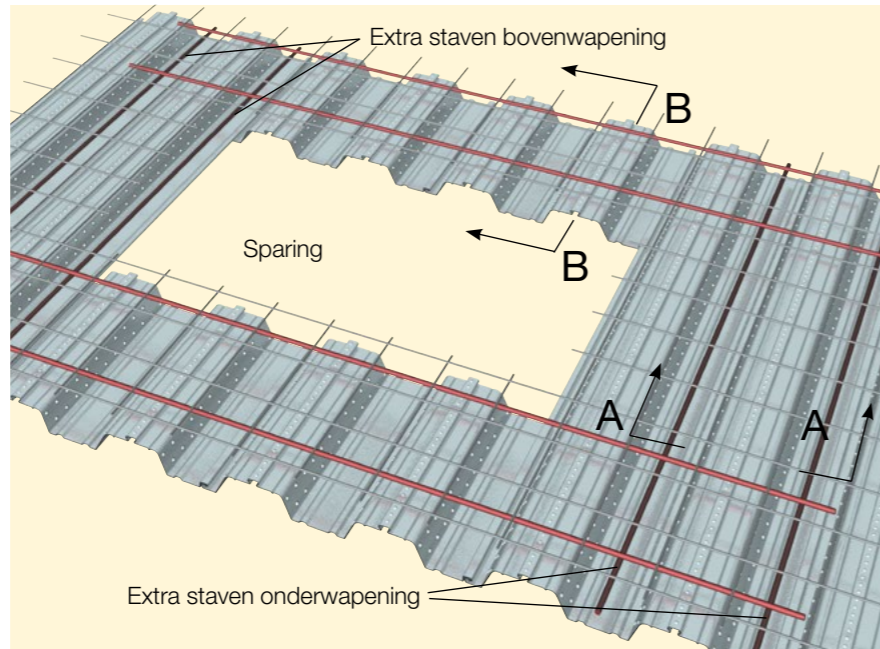 Extra staven bovenwapening
B
Sparing
B
A
A
Extra staven onderwapening